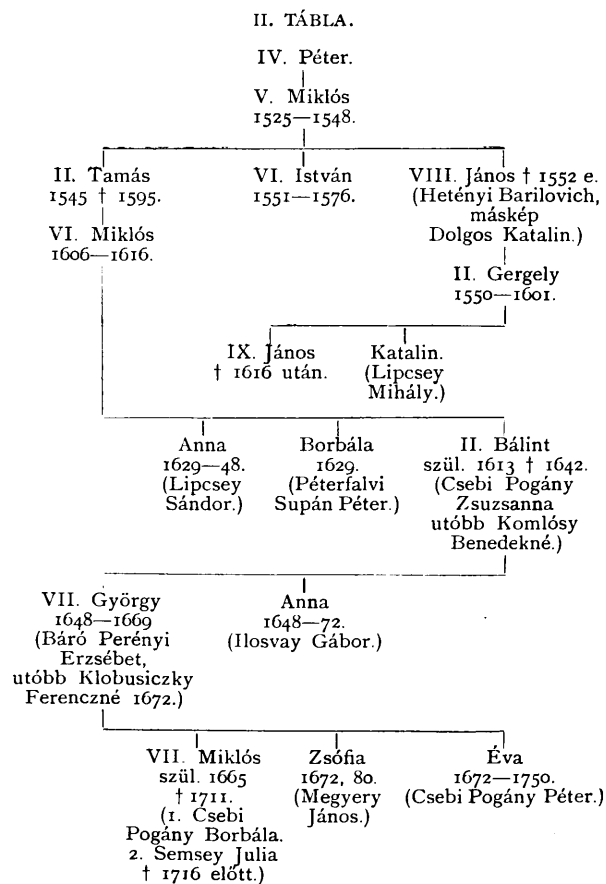 II. TÁBLA.
IV. Péter.
V. Miklós
1525—1548.
II. Tamás
1545 † 1595.
VI. Miklós
1606—1616.
VI. István
1551—1576.
VIII. János † 1552 e.
(Hetényi Barilovich,
máskép
Dolgos Katalin.)
II. Gergely
1550—1601.
IX. János
† 1616 után.
Katalin.
(Lipcsey
Mihály.)
Anna
1629—48.
(Lipcsey
Sándor.)
Borbála
1629.
(Péterfalvi
Supán Péter.)
II. Bálint
szül. 1613 † 1642.
(Csebi Pogány
Zsuzsanna
utóbb Komlósy
Benedekné.)
VII. György
1648—1669
(Báró Perényi
Erzsébet,
utóbb Klobusiczky
Ferenczné 1672.)
Anna
1648—72.
(Ilosvay Gábor.)
VII. Miklós
szül. 1665
† 1711.
(1. Csebi
Pogány Borbála.
2. Semsey Julia
† 1716 előtt.)
Zsófia
1672, 80.
(Megyery
János.)
Éva
1672—1750.
(Csebi Pogány Péter.)